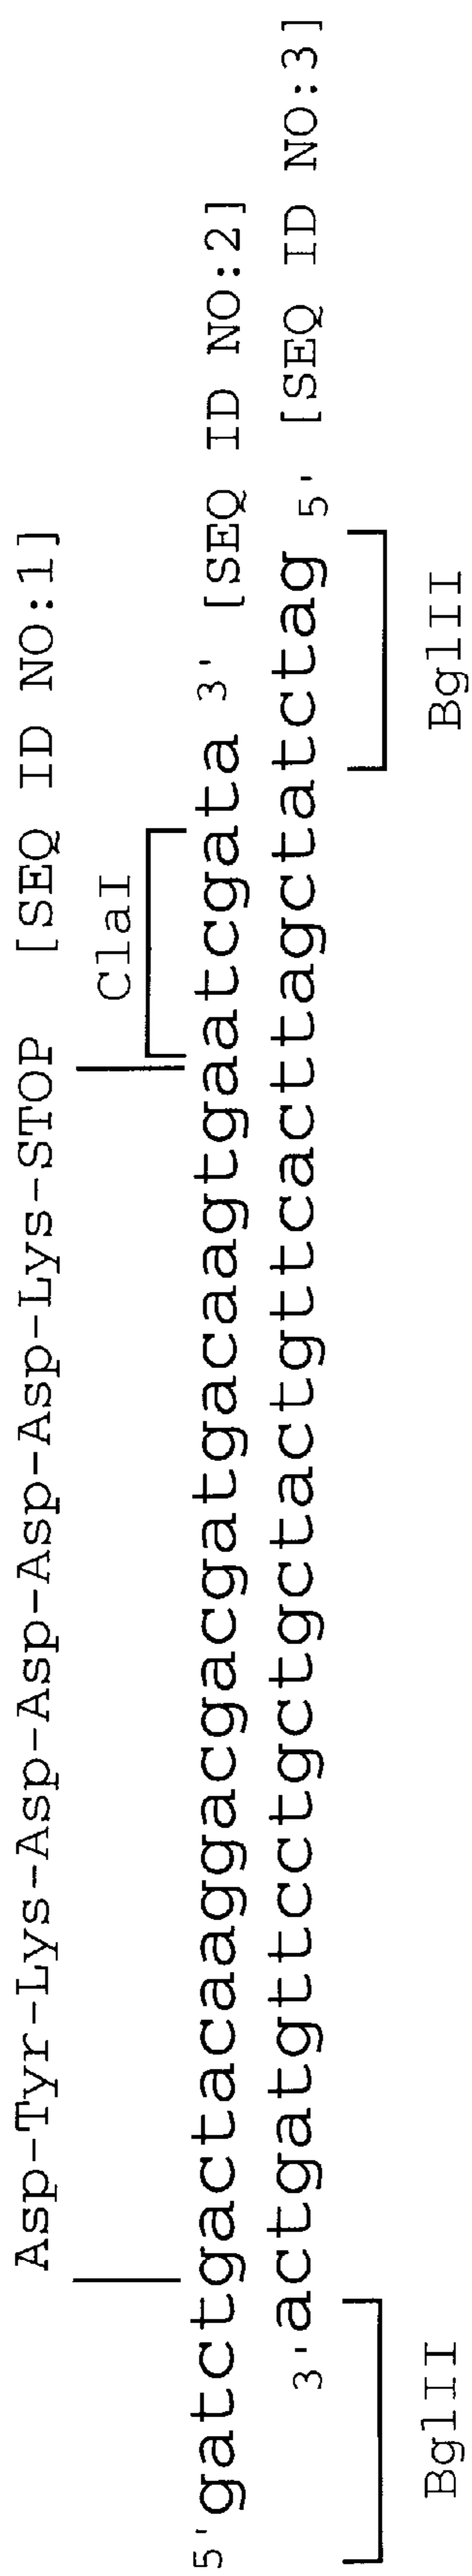 Asp-Tyr-Lys-Asp-Asp-Asp-Asp-Asp-Lys-STOP [SEQ ID NO:1]
ClaI
5'gatctgactacaaggacgacgatgacaagtgaatcgata 3' [SEQ ID NO:2]
3'actgatgttcctgctgctactgttcacttagctatctag 5' [SEQ ID NO:3]
BglII BglII